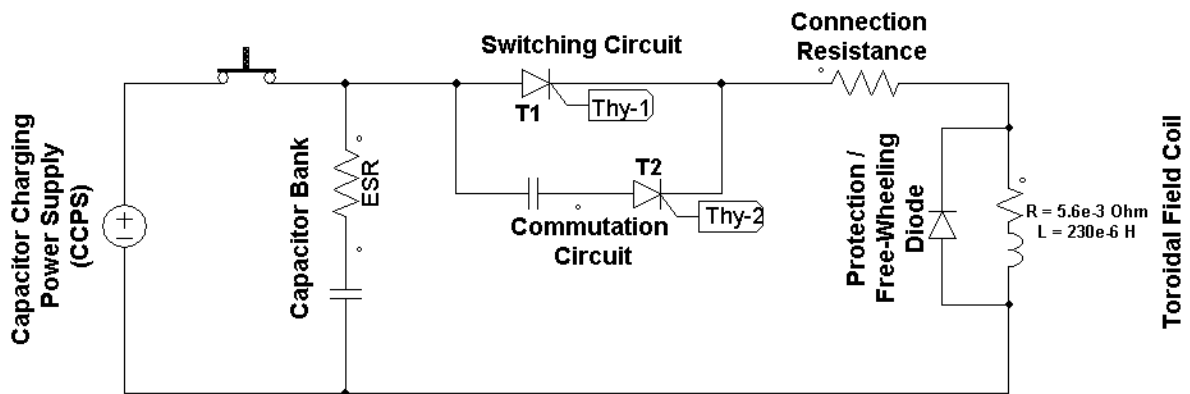 Capacitor Charging
Power Supply
(CCPS)
Capacitor Bank
ESR
Switching Circuit
T1
Thy-1
T2
Thy-2
Commutation
Circuit
Connection
Resistance
Protection /
Free-Wheeling
Diode
R = 5.6e-3 Ohm
L = 230e-6 H
Toroidal Field Coil